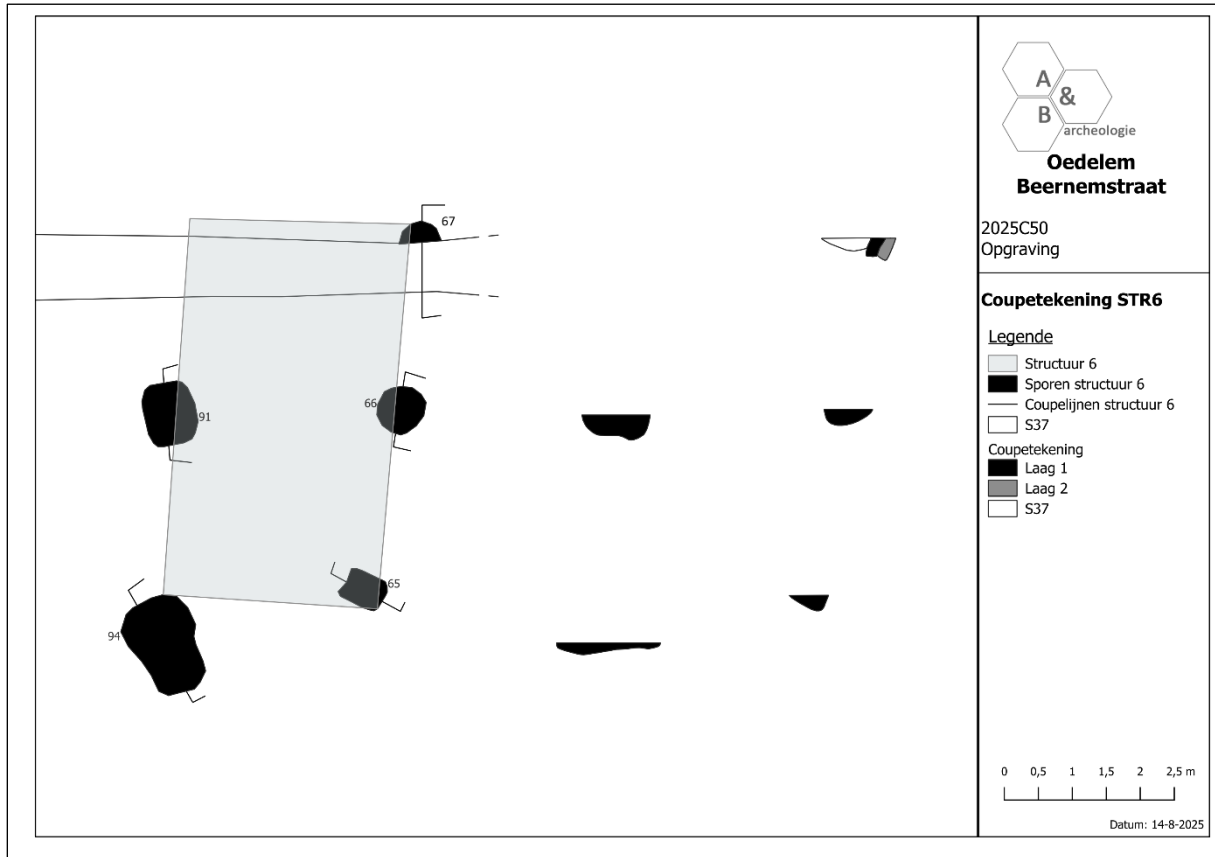 67
91
66
65
94
A
&
B
archeologie
Oedelem
Beernemstraat
2025C50
Opgraving
Coupetekening STR6
Legende
Structuur 6
Sporen structuur 6
Coupelijnen structuur 6
S37
Coupetekening
Laag 1
Laag 2
S37
0 0,5 1 1,5 2 2,5 m
Datum: 14-8-2025